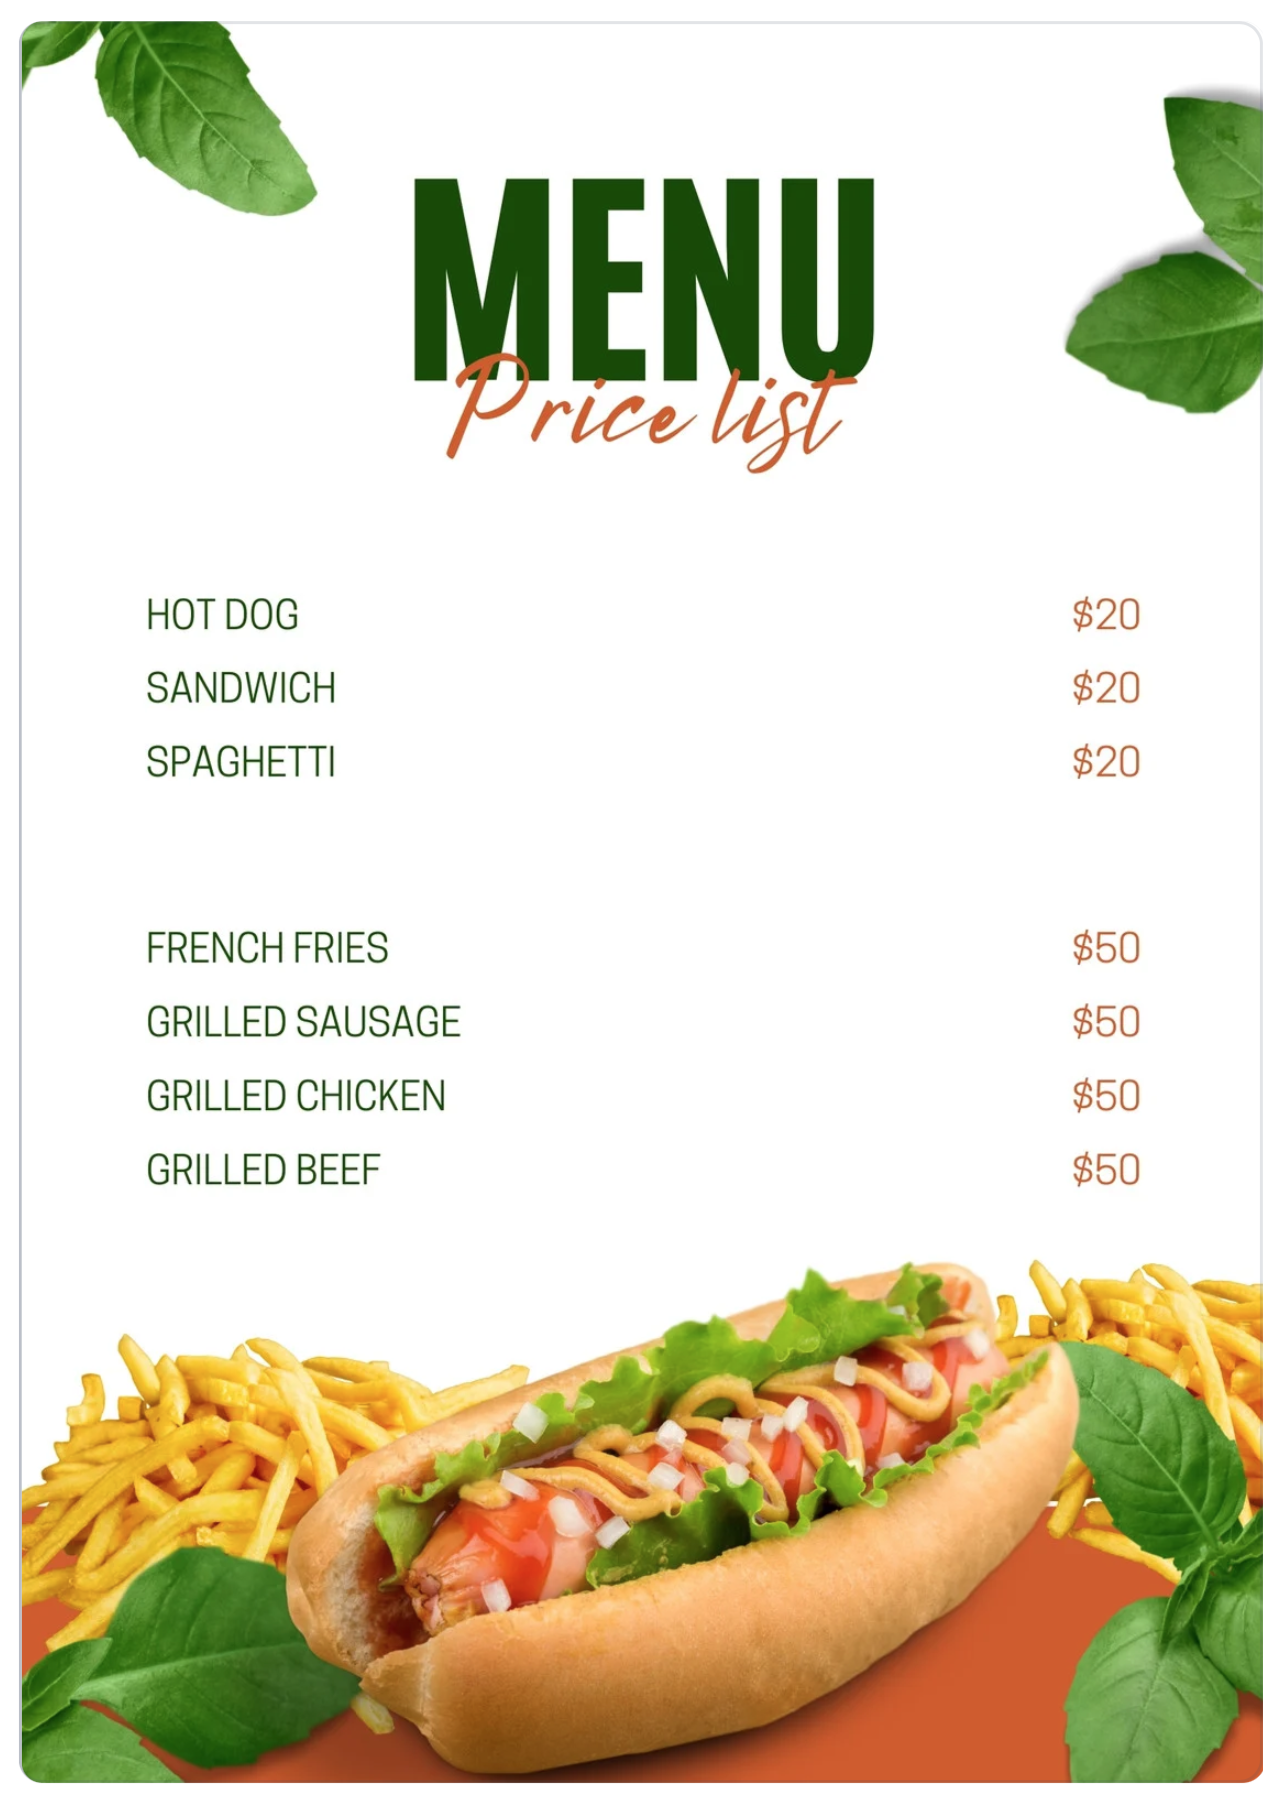 MENU
Price list
HOT DOG $20
SANDWICH $20
SPAGHETTI $20
FRENCH FRIES $50
GRILLED SAUSAGE $50
GRILLED CHICKEN $50
GRILLED BEEF $50